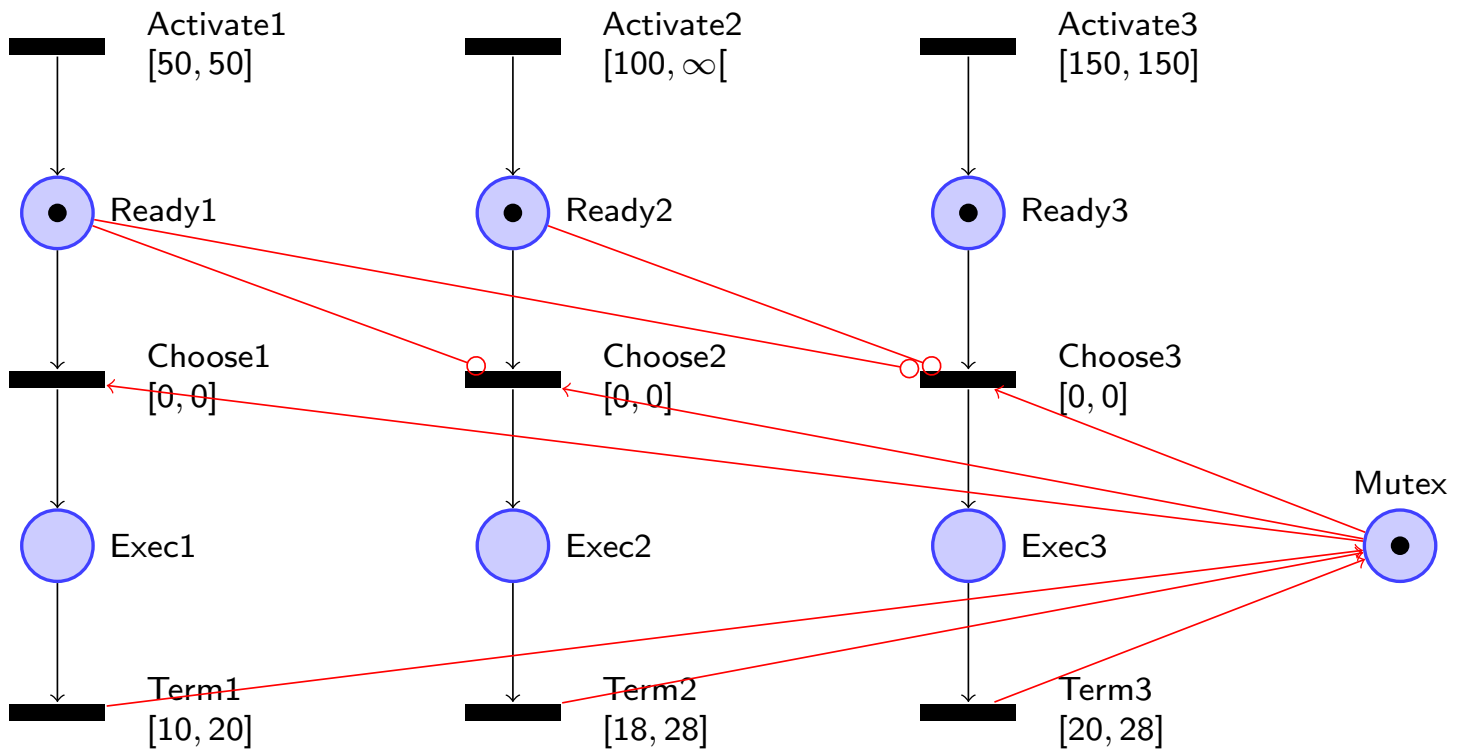 Activate1
[50, 50]
Activate2
[100, ∞[
Activate3
[150, 150]
Ready1
Ready2
Ready3
Choose1
[0, 0]
Choose2
[0, 0]
Choose3
[0, 0]
Mutex
Exec1
Exec2
Exec3
Term1
[10, 20]
Term2
[18, 28]
Term3
[20, 28]